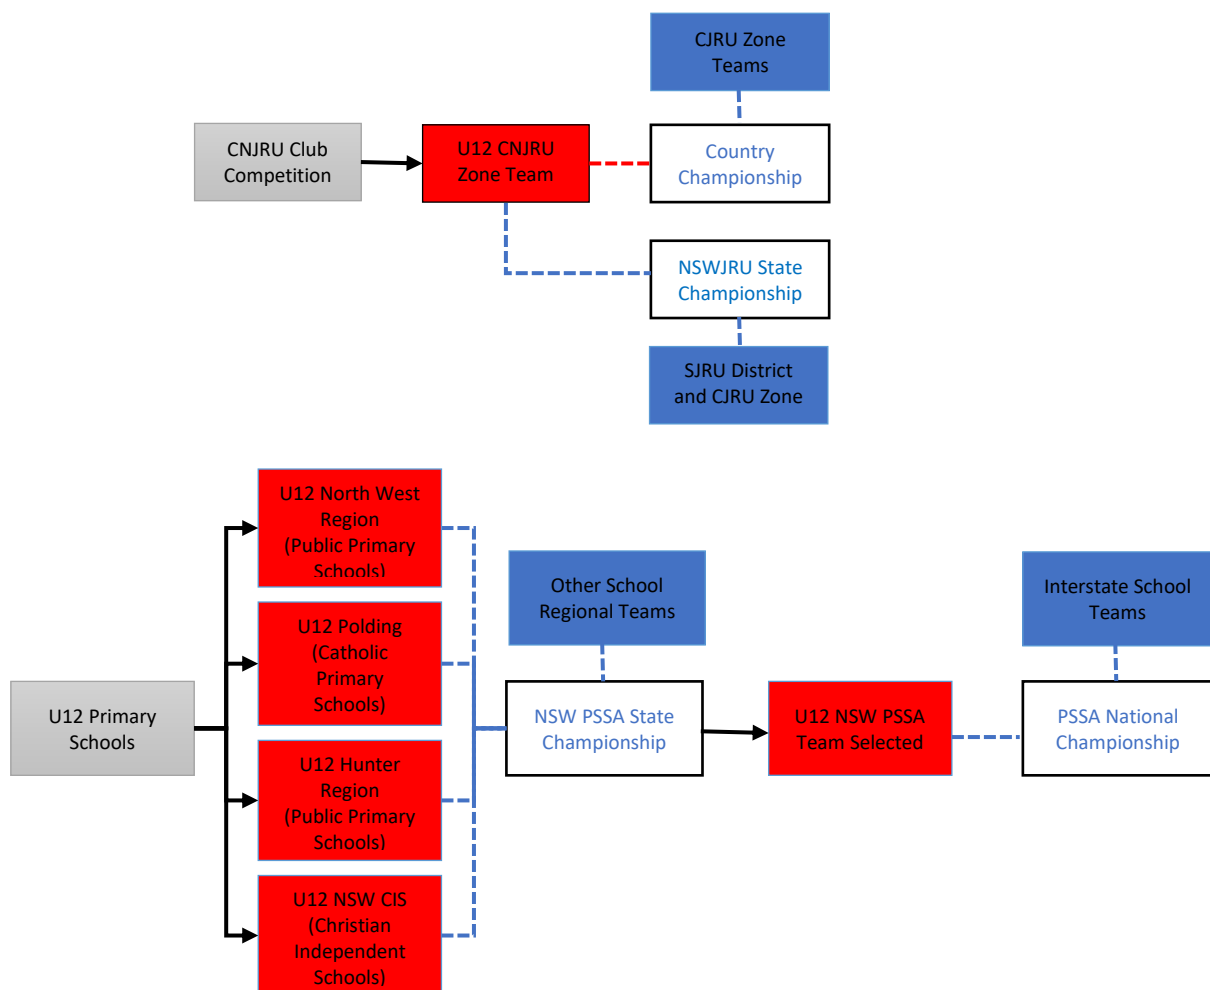 CJRU Zone
Teams
CNJRU Club
Competition
U12 CNJRU
Zone Team
Country
Championship
NSWJRU State
Championship
SJRU District
and CJRU Zone
U12 North West
Region
(Public Primary
Schools)
U12 Polding
(Catholic
Primary
Schools)
U12 Hunter
Region
(Public Primary
Schools)
U12 NSW CIS
(Christian
Independent
Schools)
U12 Primary
Schools
Other School
Regional Teams
NSW PSSA State
Championship
U12 NSW PSSA
Team Selected
Interstate School
Teams
PSSA National
Championship